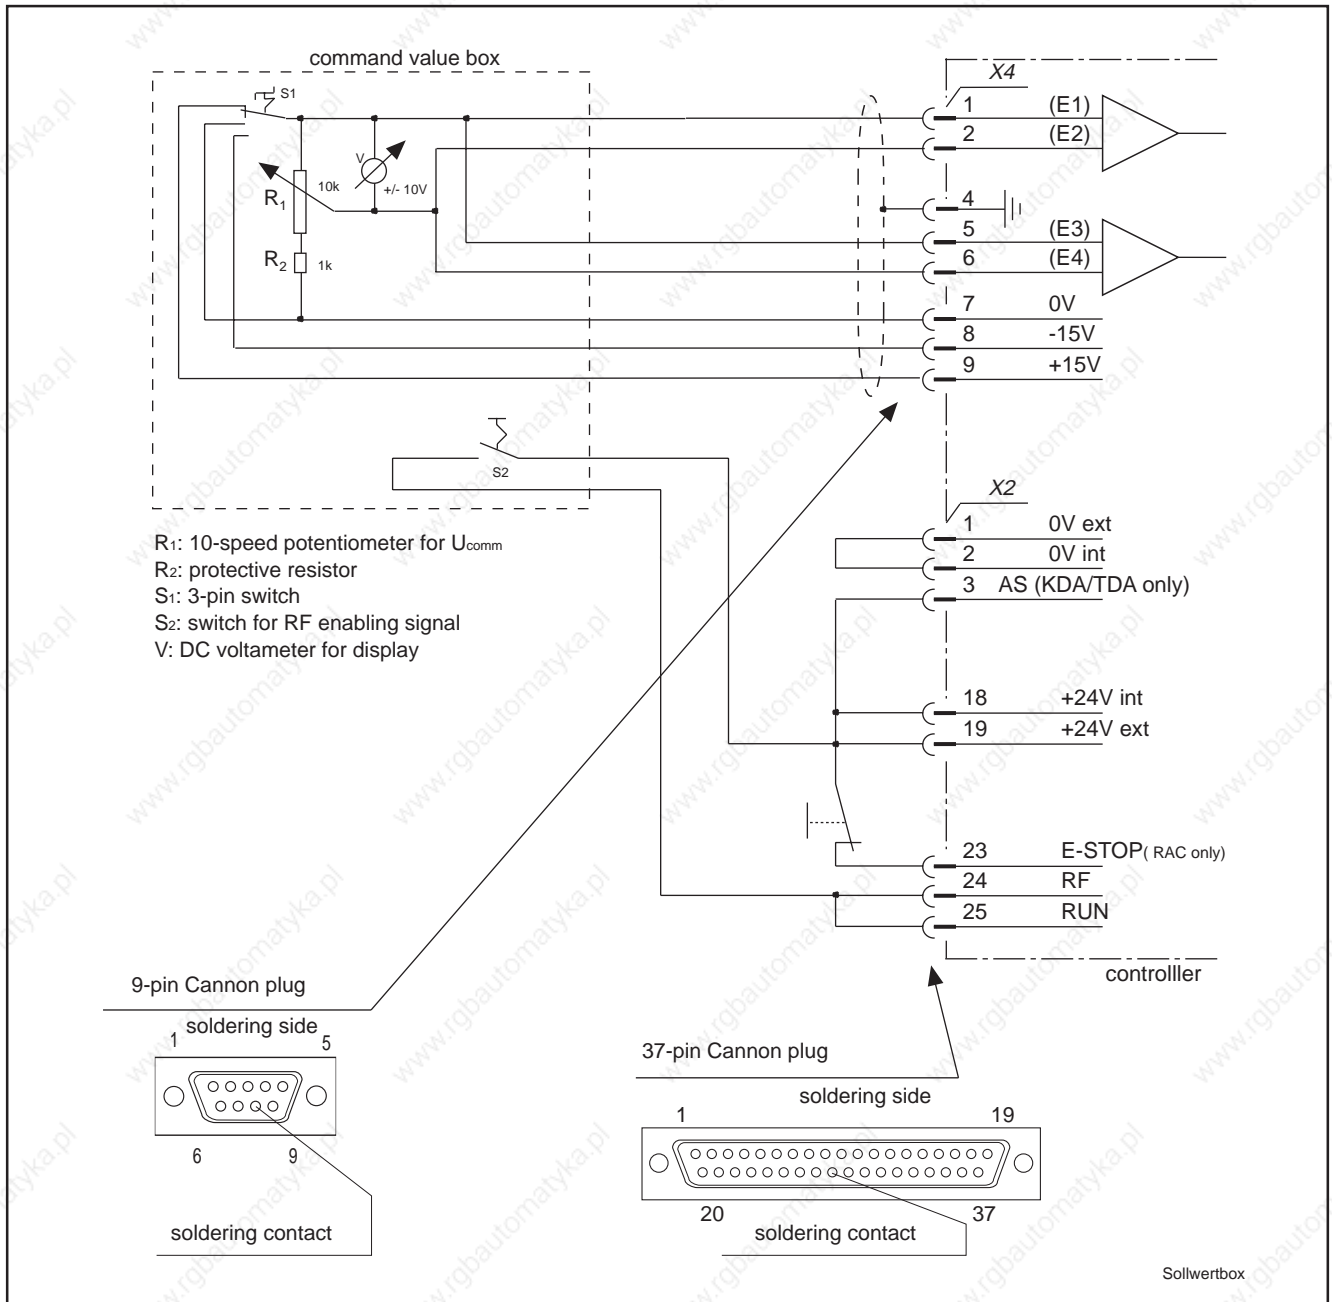 command value box
S1
X4
1 (E1)
2 (E2)
V
+/- 10V
10k
R1
4
5 (E3)
6 (E4)
R2 1k
7 0V
8 -15V
9 +15V
S2
X2
1 0V ext
2 0V int
3 AS (KDA/TDA only)
R1: 10-speed potentiometer for Ucomm
R2: protective resistor
S1: 3-pin switch
S2: switch for RF enabling signal
V: DC voltameter for display
18 +24V int
19 +24V ext
23 E-STOP( RAC only)
24 RF
25 RUN
controlller
9-pin Cannon plug
soldering side
1 5
6 9
soldering contact
37-pin Cannon plug
soldering side
1 19
20 37
soldering contact
Sollwertbox
www.rgbautomatyka.pl